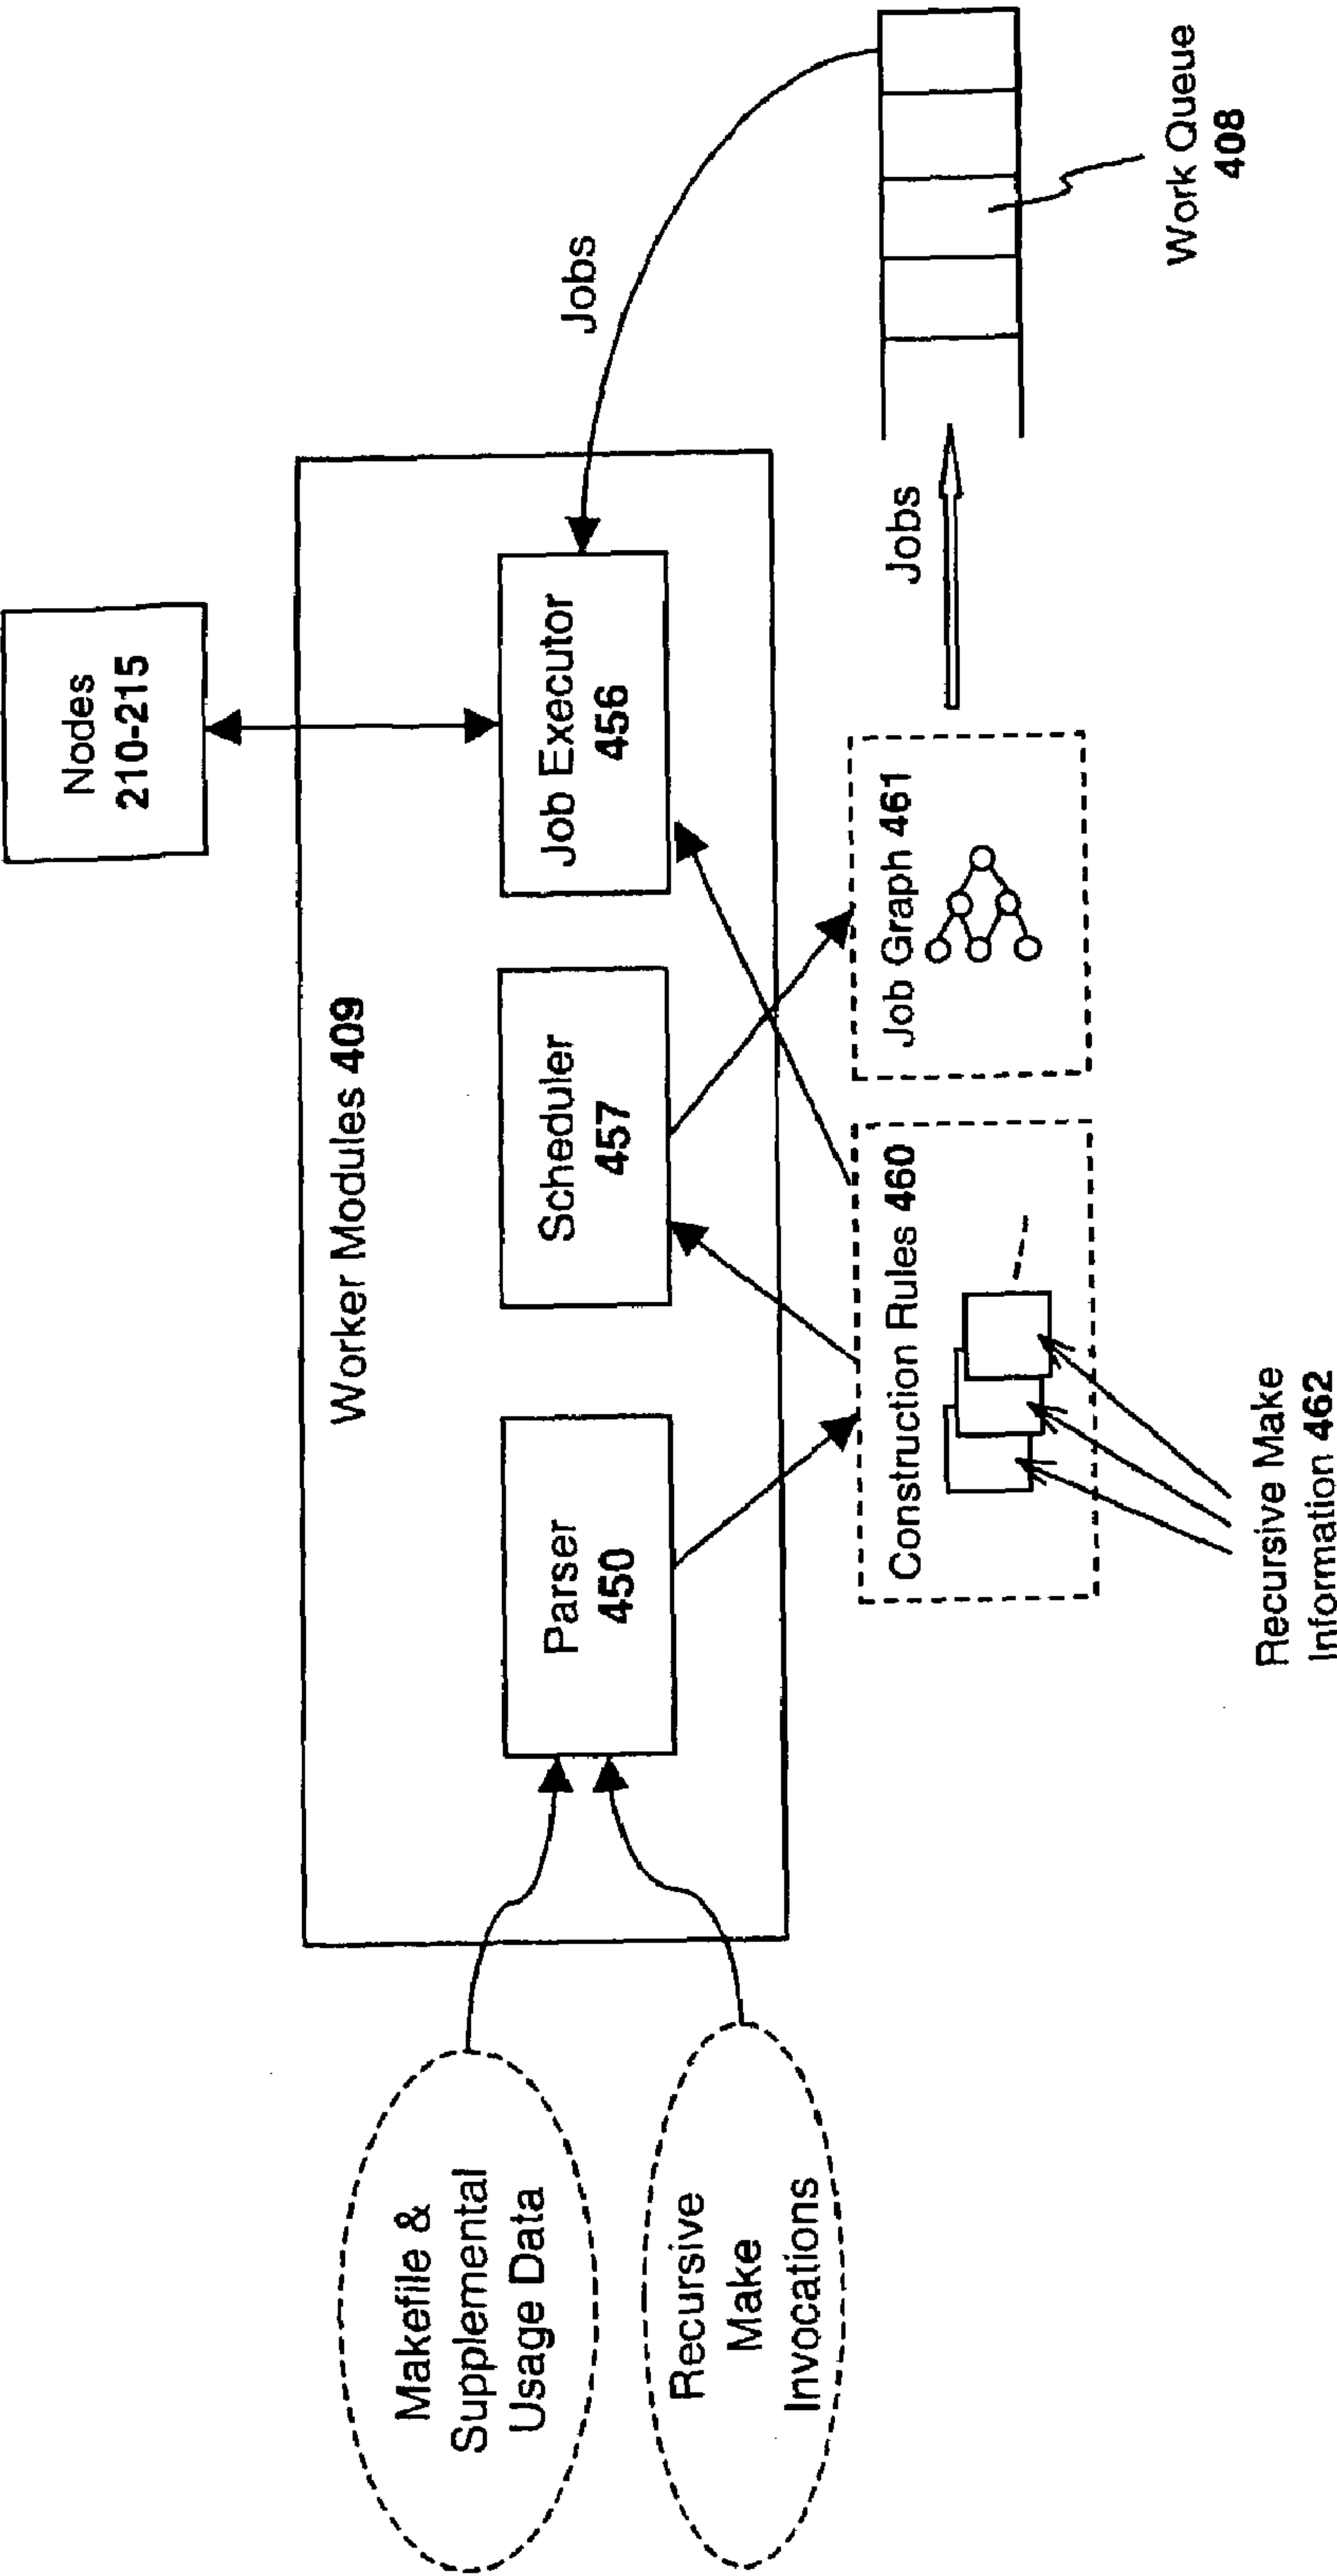 Nodes
210-215
Worker Modules 409
Makefile &
Supplemental
Usage Data
Recursive
Make
Invocations
Parser
450
Scheduler
457
Job Executor
456
Jobs
Construction Rules 460
Job Graph 461
Jobs
Recursive Make
Information 462
Work Queue
408